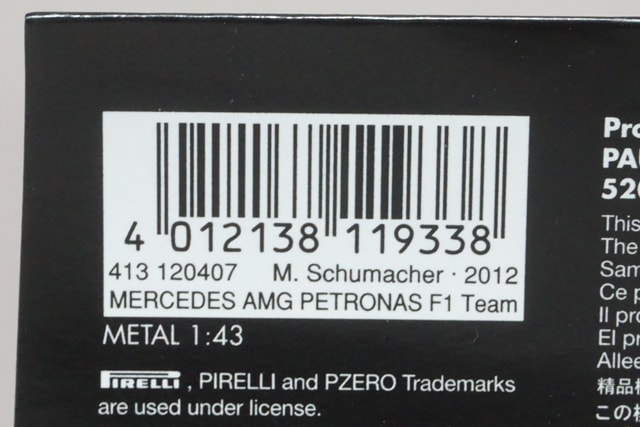 4 012138 119338
413 120407 M. Schumacher · 2012
MERCEDES AMG PETRONAS F1 Team
METAL 1:43
PIRELLI , PIRELLI and PZERO Trademarks
are used under license.
Pro
PA
520
This
The
Sam
Ce p
Il pro
El pr
Allee
精品
この